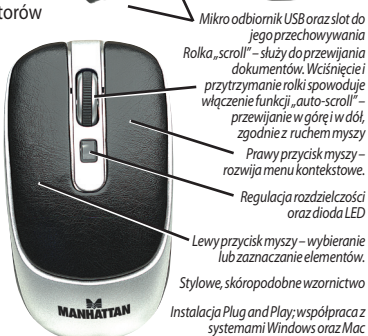 torów
Mikro odbiornik USB oraz slot do
jego przechowywania
Rolka „scroll” – służy do przewijania
dokumentów. Wciśnięcie i
przytrzymanie rolki spowoduje
włączenie funkcji „auto-scroll” –
przewijanie w górę i w dół,
zgodnie z ruchem myszy
Prawy przycisk myszy –
rozwija menu kontekstowe.
Regulacja rozdzielczości
oraz dioda LED
Lewy przycisk myszy – wybieranie
lub zaznaczanie elementów.
Stylowe, skóropodobne wzornictwo
MANHATTAN
Instalacja Plug and Play; współpraca z
systemami Windows oraz Mac